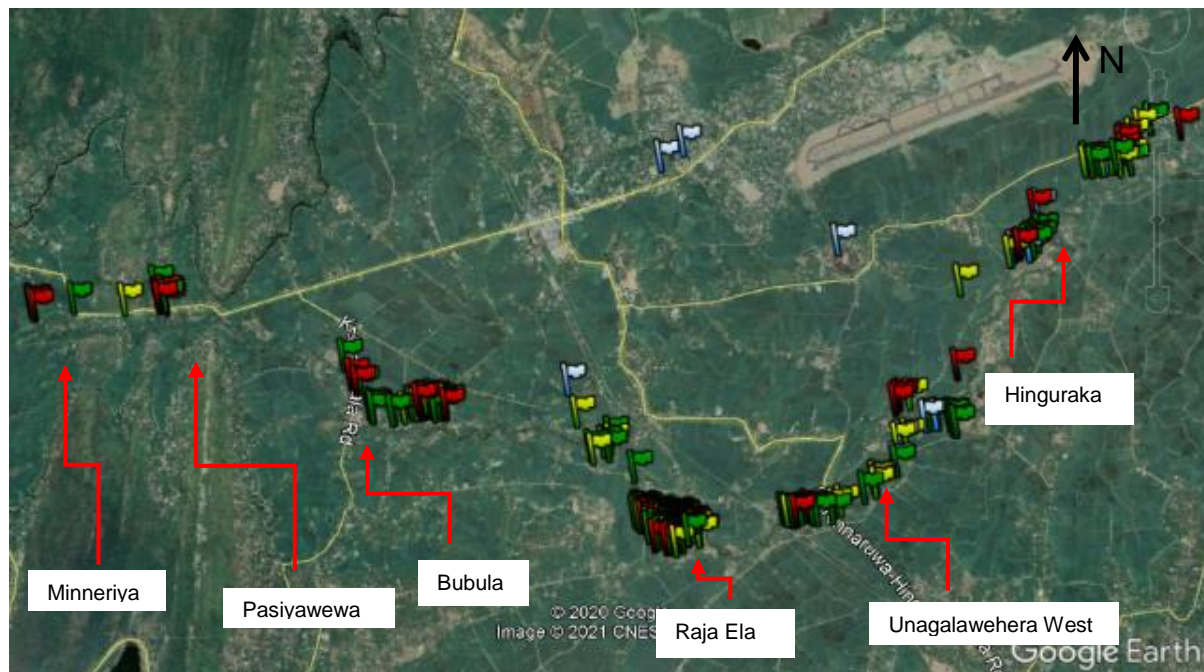 N
Hinguraka
Minneriya
Pasiyawewa
Bubula
Raja Ela
Unagalawehera West
© 2020 Google
Image © 2021 CNES
Google Earth